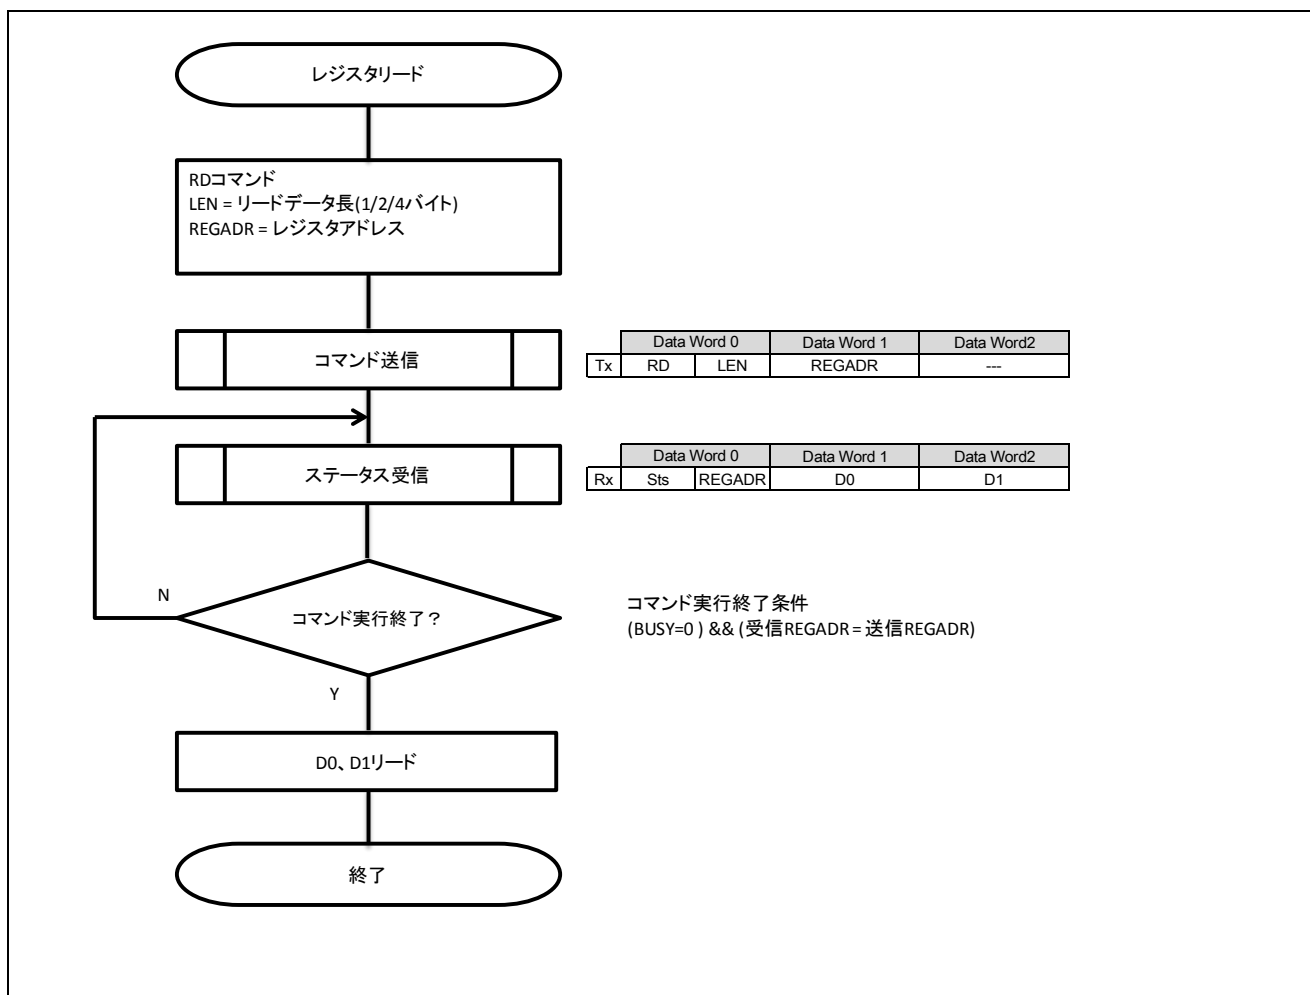 レジスタリード
RDコマンド
LEN = リードデータ長(1/2/4バイト)
REGADR = レジスタアドレス
コマンド送信
Data Word 0 Data Word 1 Data Word2
Tx RD LEN REGADR ---
ステータス受信
Data Word 0 Data Word 1 Data Word2
Rx Sts REGADR D0 D1
N
コマンド実行終了？
コマンド実行終了条件
(BUSY=0 ) && (受信REGADR = 送信REGADR)
Y
D0、D1リード
終了